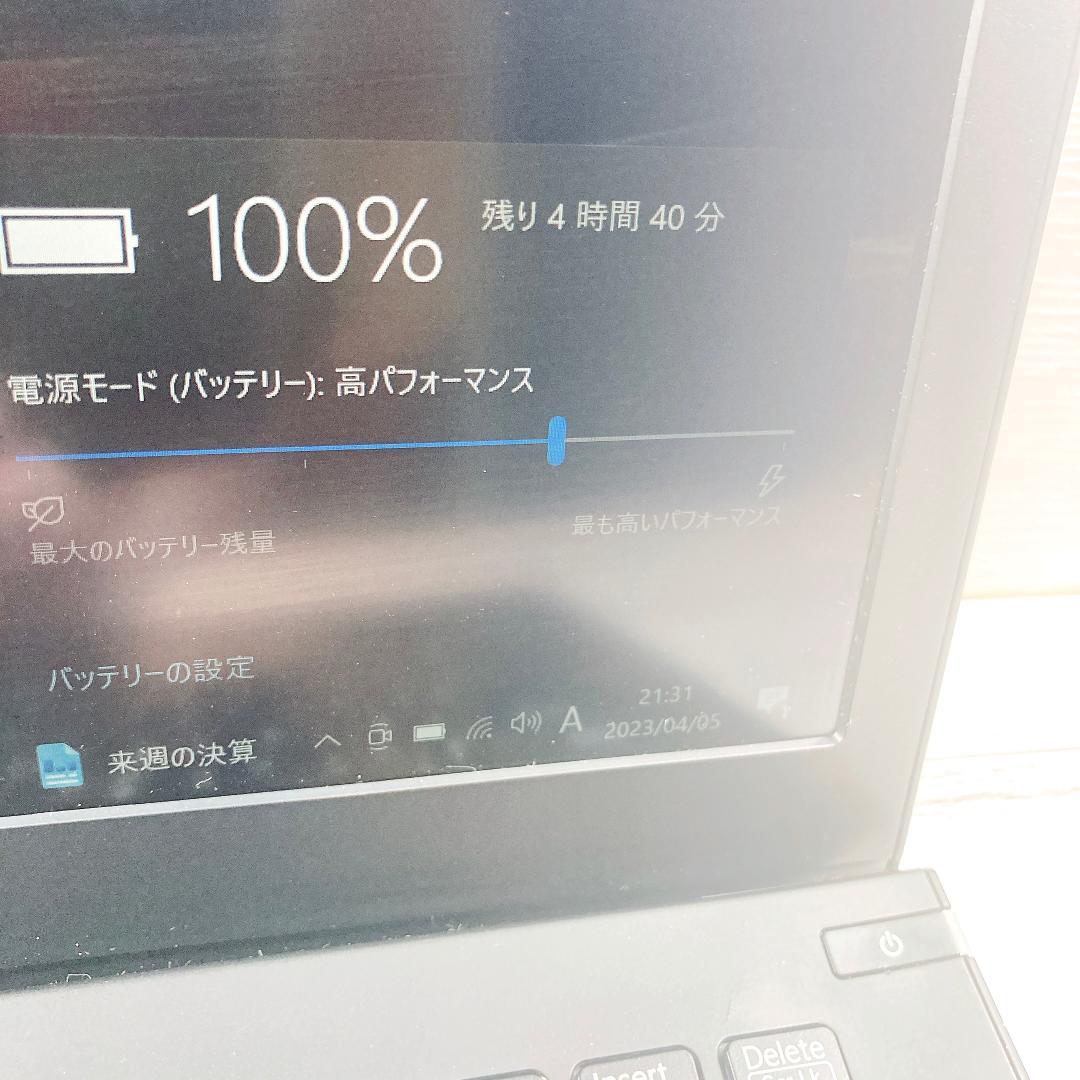 100% 残り 4 時間 40 分
電源モード (バッテリー): 高パフォーマンス
最大のバッテリー残量 最も高いパフォーマンス
バッテリーの設定
来週の決算 A 21:31
2023/04/05
Insert Delete